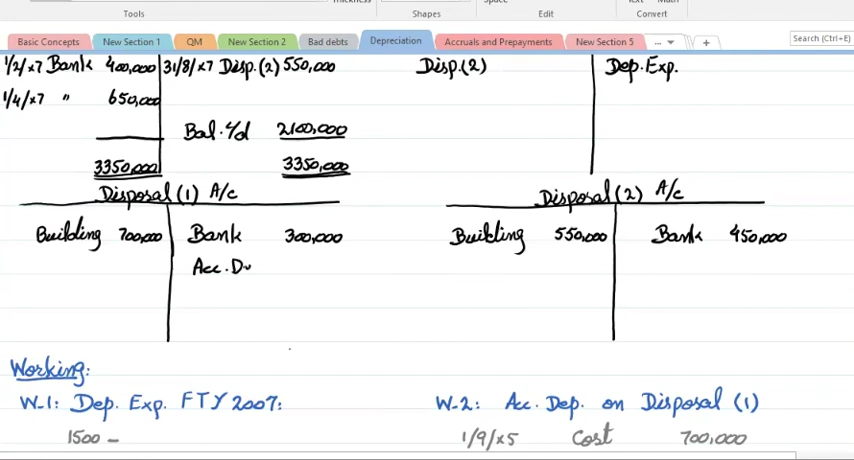 Tools Shapes Edit Convert
Basic Concepts New Section 1 QM New Section 2 Bad debts Depreciation Accruals and Prepayments New Section 5 ... + Search (Ctrl+E)
1/2/x7 Bank 400,000 31/8/x7 Disp.(2) 550,000 Disp.(2) Dep. Exp.
1/4/x7 " 650,000
Bal. c/d 2100,000
3350,000 3350,000
Disposal (1) A/c Disposal (2) A/c
Building 700,000 Bank 300,000 Building 550,000 Bank 450,000
Acc. D
Working:
W-1: Dep. Exp. FTY 2007: W-2: Acc. Dep. on Disposal (1)
1500 - 1/9/x5 Cost 700,000